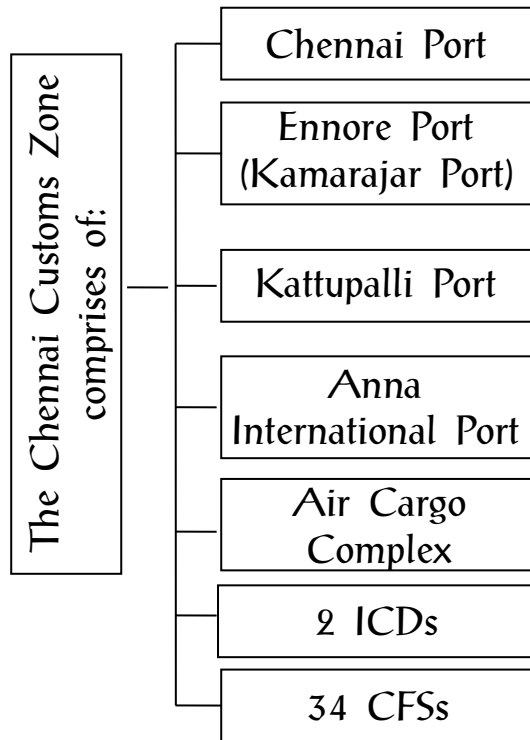 The Chennai Customs Zone
comprises of:
Chennai Port
Ennore Port
(Kamarajar Port)
Kattupalli Port
Anna
International Port
Air Cargo
Complex
2 ICDs
34 CFSs